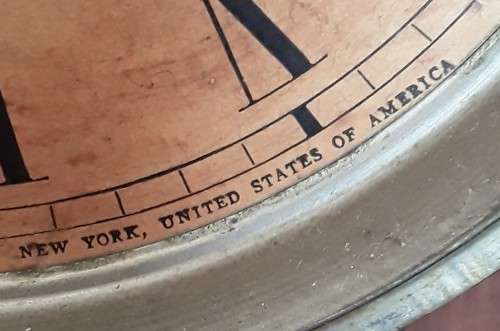 NEW YORK, UNITED STATES OF AMERICA